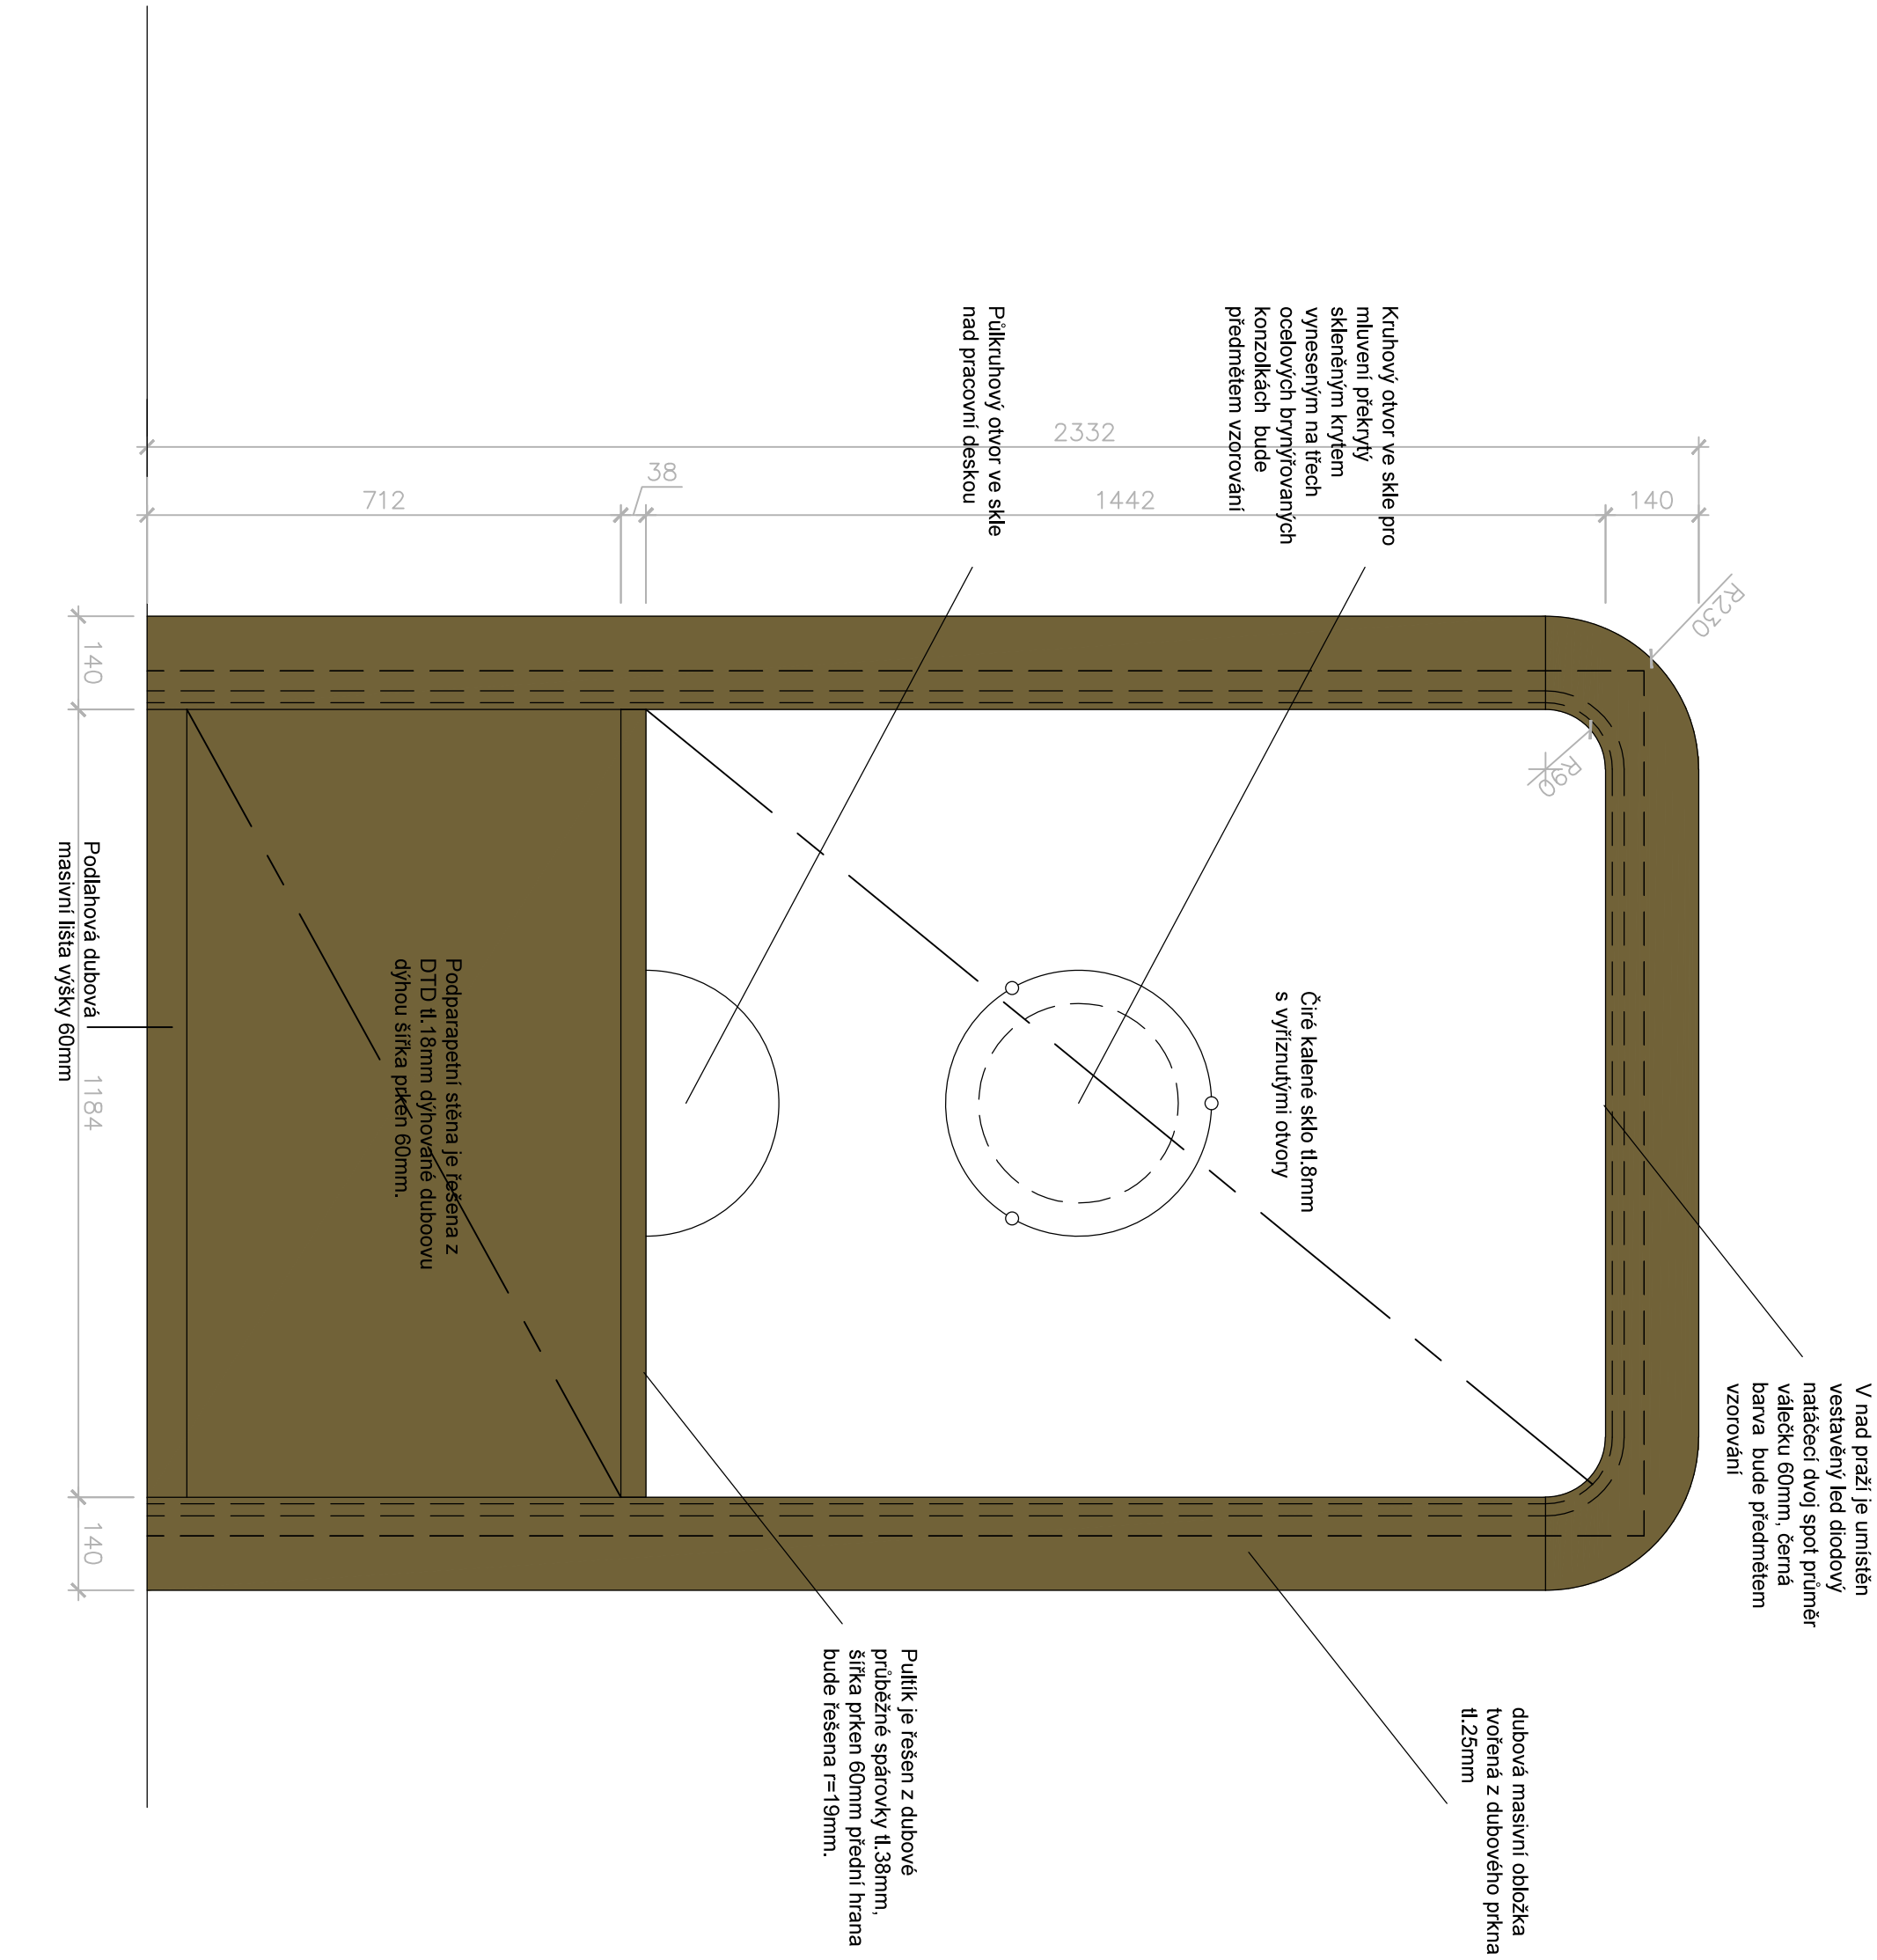 V nad praží je umístěn
vestavěný led diodový
natáčecí dvoj spot průměr
válečku 60mm, černá
barva  bude předmětem
vzorování
dubová masivní obložka
tvořená z dubového prkna
tl.25mm
Kruhový otvor ve skle pro
mluvení překrytý
skleněným krytem
vyneseným na třech
ocelových brynýřovaných
konzolkách  bude
předmětem vzorování
Čiré kalené sklo tl.8mm
s vyříznutými otvory
Půlkruhový otvor ve skle
nad pracovní deskou
Pultík je řešen z dubové
průběžné spárovky tl.38mm,
šířka prken 60mm přední hrana
bude řešena r=19mm.
Podparapetní stěna je řešena z
DTD tl.18mm dýhované duboovu
dýhou šířka prken 60mm.
Podlahová dubová
masivní lišta výšky 60mm
2332
712
38
1442
140
R230
R90
140
1184
140